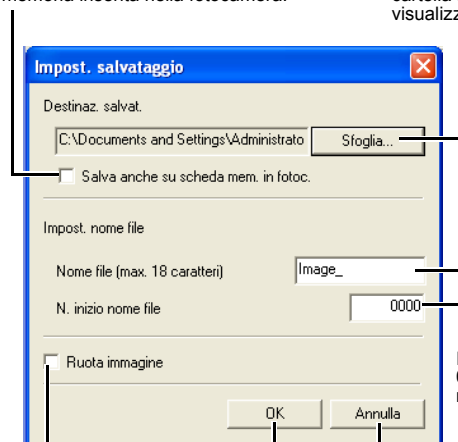 memoria inserita nella fotocamera.
cartella
visualizz
Impost. salvataggio
Destinaz. salvat.
C:\Documents and Settings\Administrato
Sfoglia...
Salva anche su scheda mem. in fotoc.
Impost. nome file
Nome file (max. 18 caratteri)
Image_
N. inizio nome file
0000
Ruota immagine
OK
Annulla